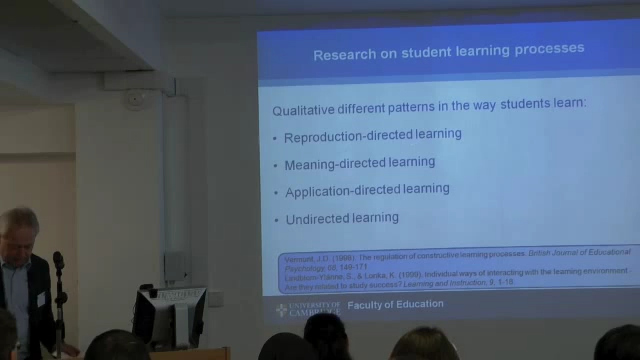 Research on student learning processes
Qualitative different patterns in the way students learn:
• Reproduction-directed learning
• Meaning-directed learning
• Application-directed learning
• Undirected learning
Vermunt, J.D. (1998). The regulation of constructive learning processes. British Journal of Educational
Psychology, 68, 149-171
Lindblom-Ylänne, S. & Lonka, K. (1999). Individual ways of interacting with the learning environment -
Are they related to study success? Learning and Instruction, 9, 1-18.
UNIVERSITY OF
CAMBRIDGE
Faculty of Education